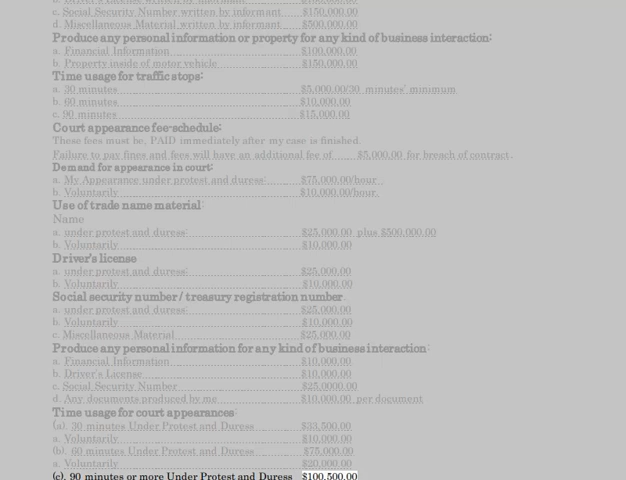 c. Social Security Number written by informant $150,000.00
d. Miscellaneous Material written by informant $500,000.00
Produce any personal information or property for any kind of business interaction:
a. Financial Information $100,000.00
b. Property inside of motor vehicle $150,000.00
Time usage for traffic stops:
a. 30 minutes $5,000.00/30 minutes' minimum
b. 60 minutes $10,000.00
c. 90 minutes $15,000.00
Court appearance fee-schedule:
These fees must be, PAID immediately after my case is finished.
Failure to pay fines and fees will have an additional fee of ..... $5,000.00 for breach of contract.
Demand for appearance in court:
a. My Appearance under protest and duress: $75,000.00/hour
b. Voluntarily $10,000.00/hour.
Use of trade name material:
Name
a. under protest and duress: $25,000.00 plus $500,000.00
b. Voluntarily $10,000.00
Driver's license
a. under protest and duress: $25,000.00
b. Voluntarily $10,000.00
Social security number / treasury registration number
a. under protest and duress: $25,000.00
b. Voluntarily $10,000.00
c. Miscellaneous Material $25,000.00
Produce any personal information for any kind of business interaction:
a. Financial Information $10,000.00
b. Driver's License $10,000.00
c. Social Security Number $25,0000.00
d. Any documents produced by me $10,000.00 per document
Time usage for court appearances:
(a). 30 minutes Under Protest and Duress $33,500.00
a. Voluntarily $10,000.00
(b). 60 minutes Under Protest and Duress $75,000.00
a. Voluntarily $20,000.00
(c). 90 minutes or more Under Protest and Duress $100,500.00